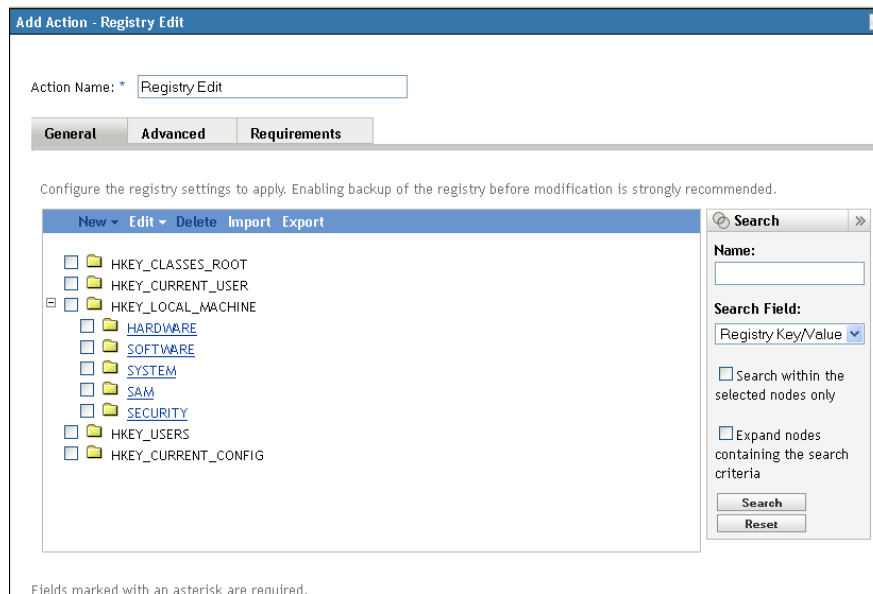 Add Action - Registry Edit
Action Name: * Registry Edit
General Advanced Requirements
Configure the registry settings to apply. Enabling backup of the registry before modification is strongly recommended.
New Edit Delete Import Export
HKEY_CLASSES_ROOT
HKEY_CURRENT_USER
HKEY_LOCAL_MACHINE
HARDWARE
SOFTWARE
SYSTEM
SAM
SECURITY
HKEY_USERS
HKEY_CURRENT_CONFIG
Search
Name:
Search Field:
Registry Key/Value
Search within the
selected nodes only
Expand nodes
containing the search
criteria
Search
Reset
Fields marked with an asterisk are required.